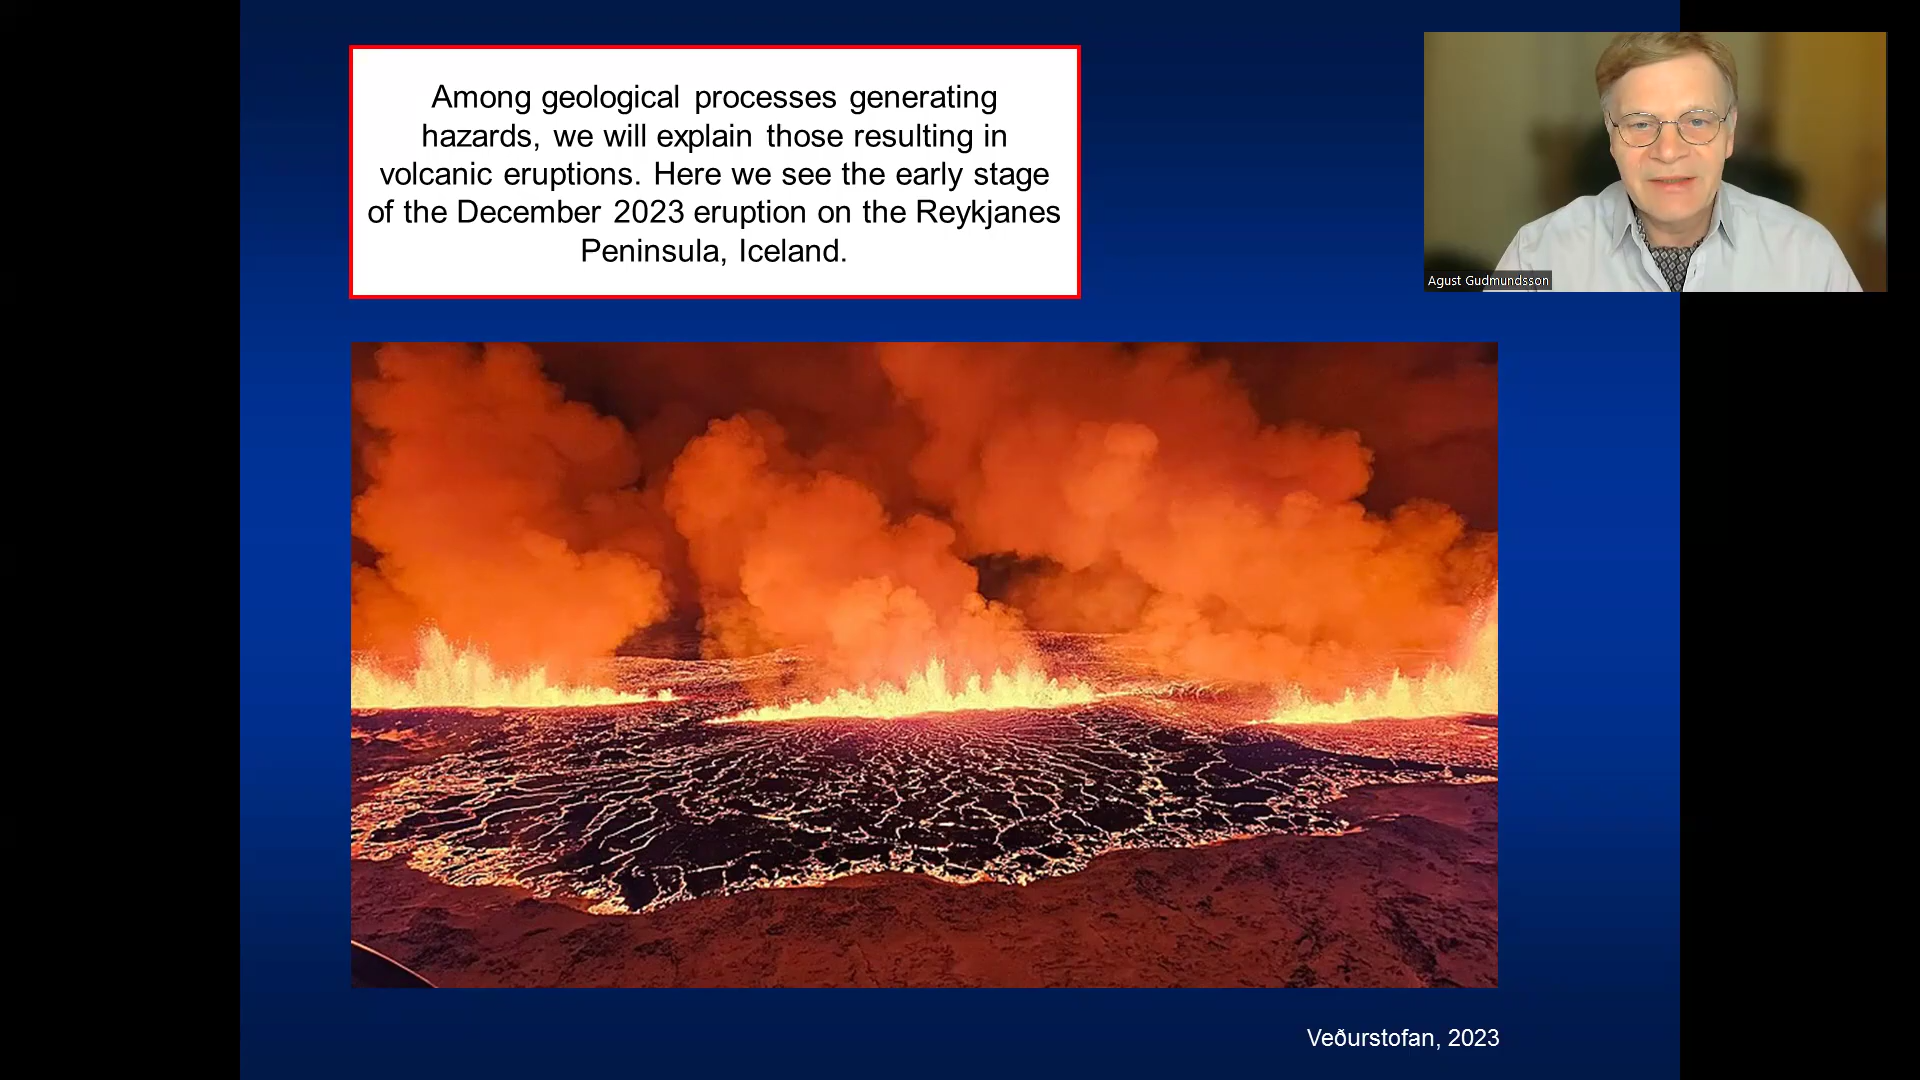 Among geological processes generating
hazards, we will explain those resulting in
volcanic eruptions. Here we see the early stage
of the December 2023 eruption on the Reykjanes
Peninsula, Iceland.
Agust Gudmundsson
Veðurstofan, 2023